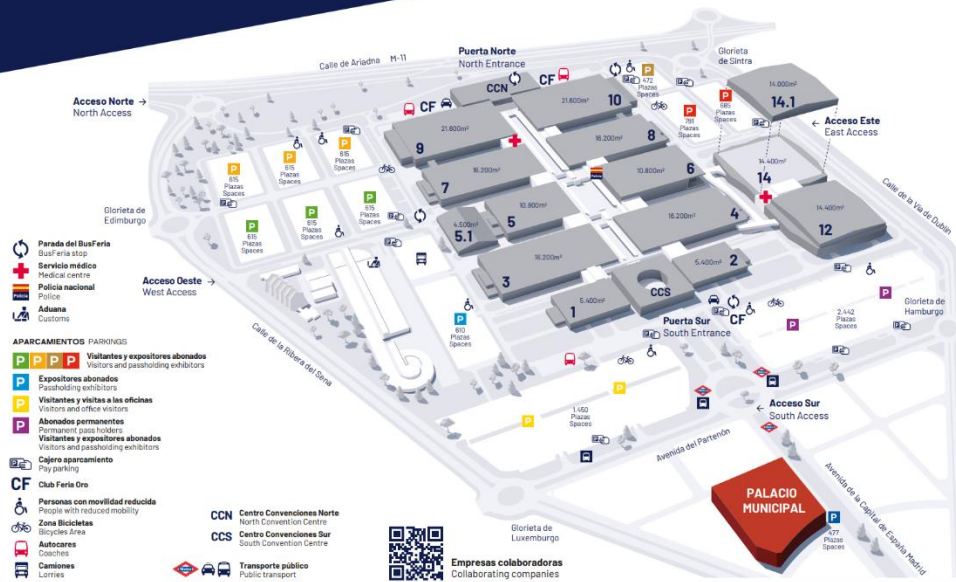 Calle de Ariadna M-11
Puerta Norte
North Entrance
Glorieta
de Sintra
Acceso Norte →
North Access
CCN
CF
CF
P
472
Plazas
Spaces
P
791
Plazas
Spaces
P
685
Plazas
Spaces
14.000m²
14.1
← Acceso Este
East Access
21.600m²
10
21.600m²
9
16.200m²
8
16.200m²
7
Policía
10.800m²
6
14.400m²
14
14.400m²
12
Calle de la Vía de Dublín
P
615
Plazas
Spaces
P
615
Plazas
Spaces
P
815
Plazas
Spaces
P
615
Plazas
Spaces
P
615
Plazas
Spaces
P
615
Plazas
Spaces
Glorieta de
Edimburgo
10.800m²
5
4.500m²
5.1
16.200m²
4
16.200m²
3
5.400m²
2
5.400m²
1
CCS
CF
Puerta Sur
South Entrance
P
610
Plazas
Spaces
P
P
2.442
Plazas
Spaces
Glorieta de
Hamburgo
Acceso Oeste →
West Access
Calle de la Ribera del Sena
P
P
1.450
Plazas
Spaces
← Acceso Sur
South Access
Avenida del Partenón
Avenida de la Capital de España Madrid
PALACIO
MUNICIPAL
P
477
Plazas
Spaces
Glorieta de
Luxemburgo
Parada del BusFeria
BusFeria stop
Servicio médico
Medical centre
Policía
Policía nacional
Police
Aduana
Customs
APARCAMIENTOS PARKINGS
P P P P Visitantes y expositores abonados
Visitors and passholding exhibitors
P Expositores abonados
Passholding exhibitors
P Visitantes y visitas a las oficinas
Visitors and office visitors
P Abonados permanentes
Permanent pass holders
Visitantes y expositores abonados
Visitors and passholding exhibitors
Cajero aparcamiento
Pay parking
CF Club Feria Oro
Personas con movilidad reducida
People with reduced mobility
Zona Bicicletas
Bicycles Area
Autocares
Coaches
Camiones
Lorries
CCN Centro Convenciones Norte
North Convention Centre
CCS Centro Convenciones Sur
South Convention Centre
Transporte público
Public transport
Empresas colaboradoras
Collaborating companies